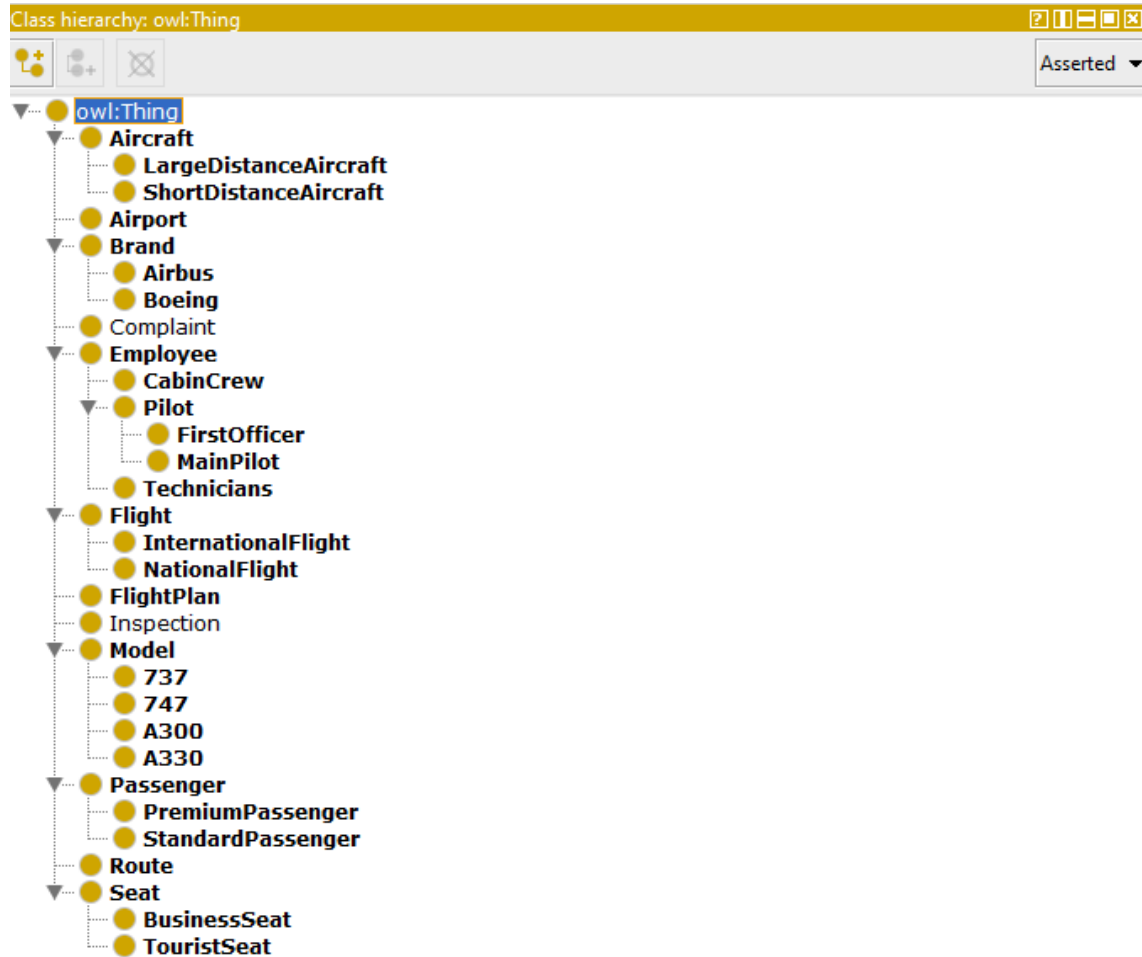 Class hierarchy: owl:Thing
Asserted
owl:Thing
Aircraft
LargeDistanceAircraft
ShortDistanceAircraft
Airport
Brand
Airbus
Boeing
Complaint
Employee
CabinCrew
Pilot
FirstOfficer
MainPilot
Technicians
Flight
InternationalFlight
NationalFlight
FlightPlan
Inspection
Model
737
747
A300
A330
Passenger
PremiumPassenger
StandardPassenger
Route
Seat
BusinessSeat
TouristSeat